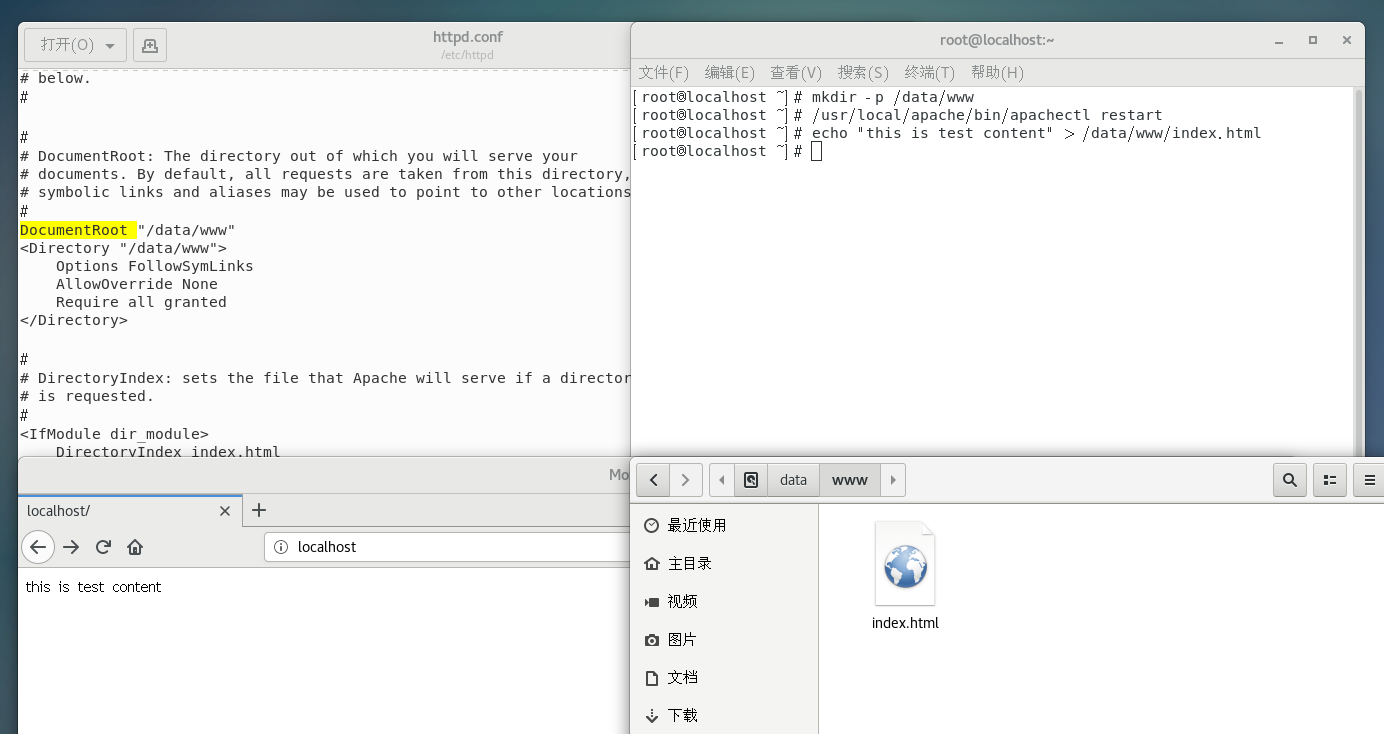 打开(O)
httpd.conf
/etc/httpd
# below.
#
#
# DocumentRoot: The directory out of which you will serve your
# documents. By default, all requests are taken from this directory,
# symbolic links and aliases may be used to point to other locations
#
DocumentRoot "/data/www"
<Directory "/data/www">
    Options FollowSymLinks
    AllowOverride None
    Require all granted
</Directory>
#
# DirectoryIndex: sets the file that Apache will serve if a director
# is requested.
#
<IfModule dir_module>
    DirectoryIndex index.html
root@localhost:~
文件(F) 编辑(E) 查看(V) 搜索(S) 终端(T) 帮助(H)
[root@localhost ~]# mkdir -p /data/www
[root@localhost ~]# /usr/local/apache/bin/apachectl restart
[root@localhost ~]# echo "this is test content" > /data/www/index.html
[root@localhost ~]#
Mo
localhost/
localhost
this is test content
data www
最近使用
主目录
视频
图片
文档
下载
index.html